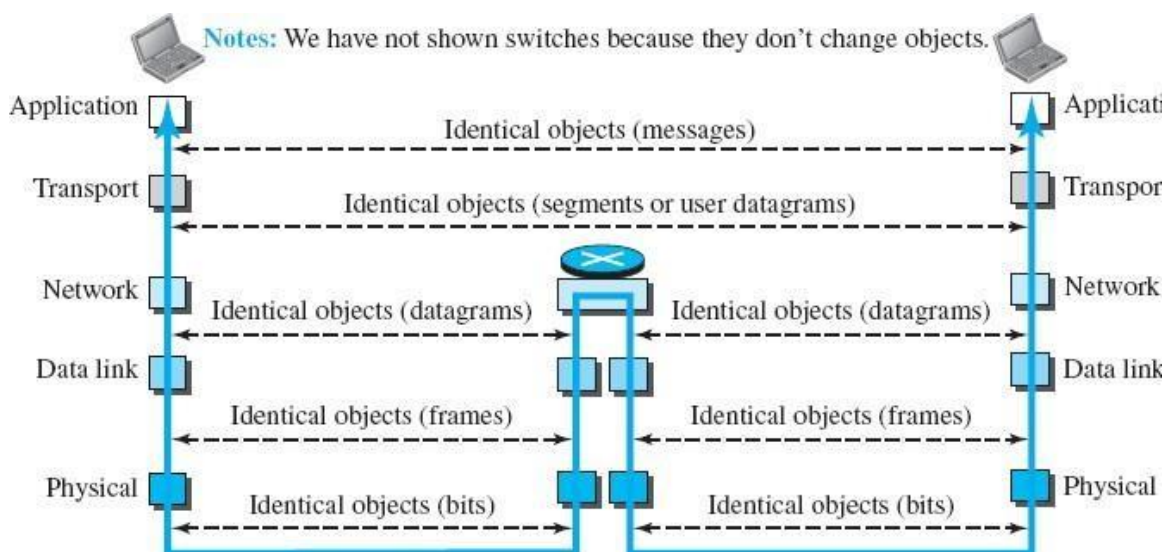 Notes: We have not shown switches because they don’t change objects.
Application
Applicati
Identical objects (messages)
Transport
Transpor
Identical objects (segments or user datagrams)
Network
Network
Identical objects (datagrams)
Identical objects (datagrams)
Data link
Data link
Identical objects (frames)
Identical objects (frames)
Physical
Physical
Identical objects (bits)
Identical objects (bits)